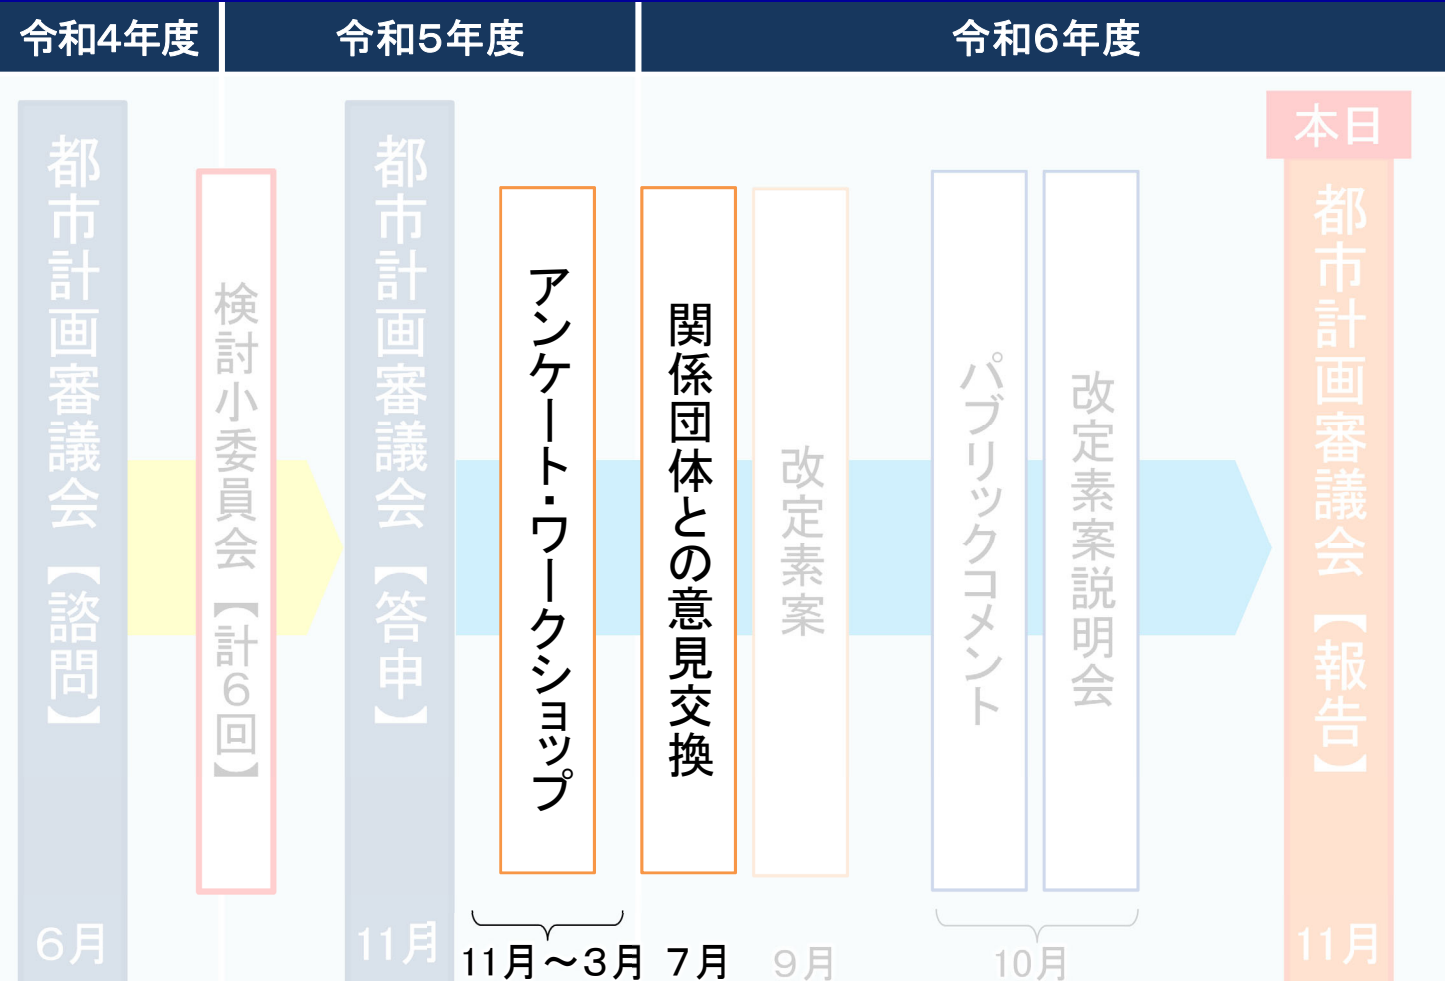 令和4年度
令和5年度
令和6年度
都市計画審議会【諮問】
6月
検討小委員会【計６回】
都市計画審議会【答申】
11月
アンケート・ワークショップ
11月～３月
関係団体との意見交換
７月
改定素案
９月
パブリックコメント
改定素案説明会
10月
本日
都市計画審議会【報告】
11月